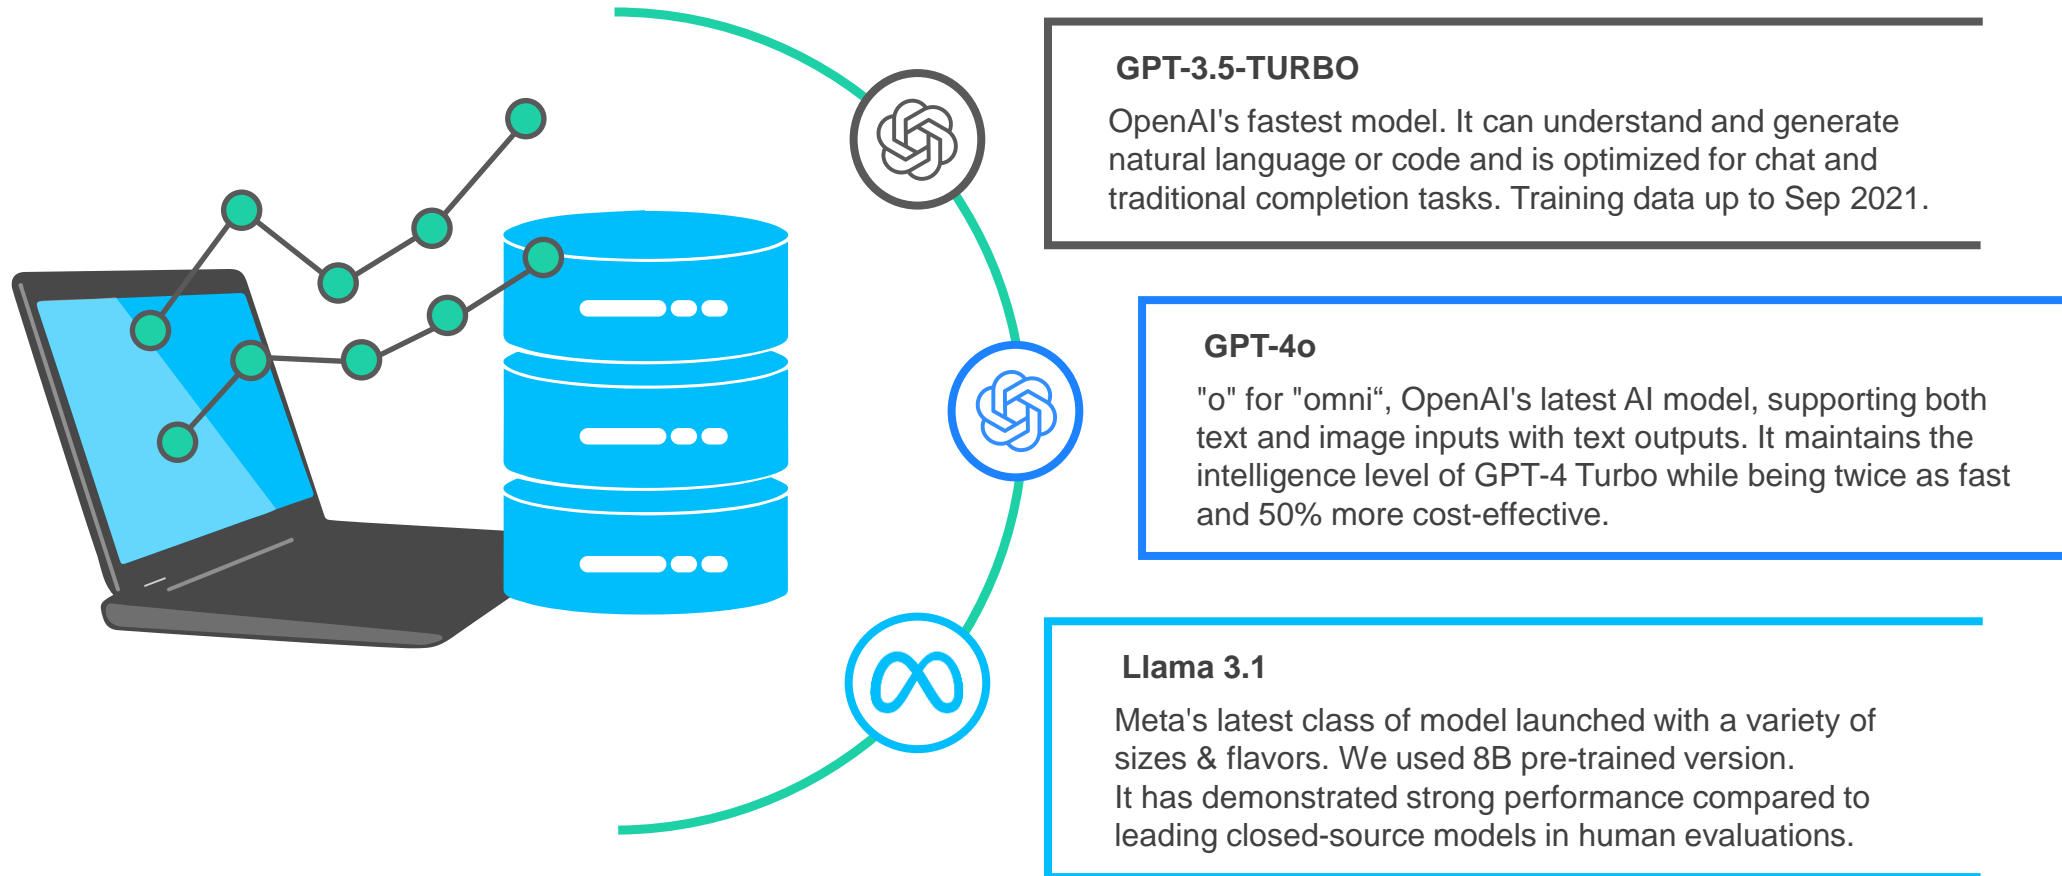 GPT-3.5-TURBO
OpenAI's fastest model. It can understand and generate
natural language or code and is optimized for chat and
traditional completion tasks. Training data up to Sep 2021.
GPT-4o
"o" for "omni“, OpenAI's latest AI model, supporting both
text and image inputs with text outputs. It maintains the
intelligence level of GPT-4 Turbo while being twice as fast
and 50% more cost-effective.
Llama 3.1
Meta's latest class of model launched with a variety of
sizes & flavors. We used 8B pre-trained version.
It has demonstrated strong performance compared to
leading closed-source models in human evaluations.